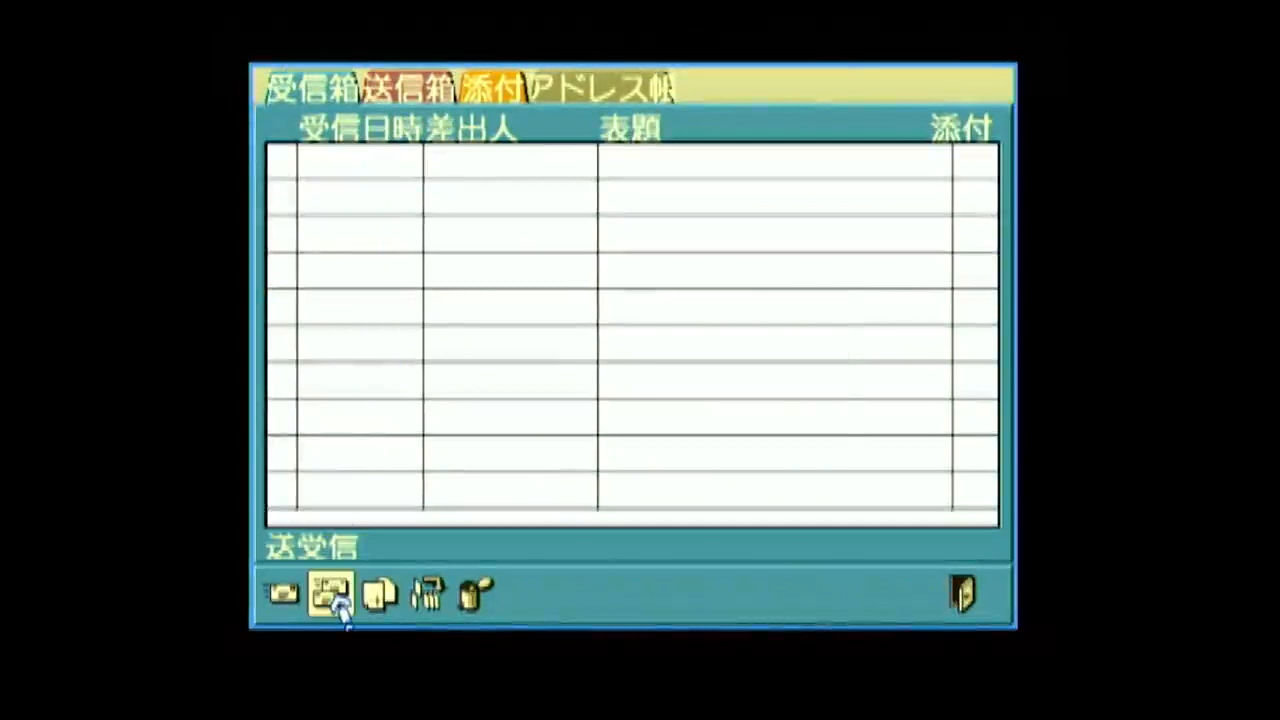 受信箱 送信箱 添付 アドレス帳
受信日時 差出人 表題 添付
送受信